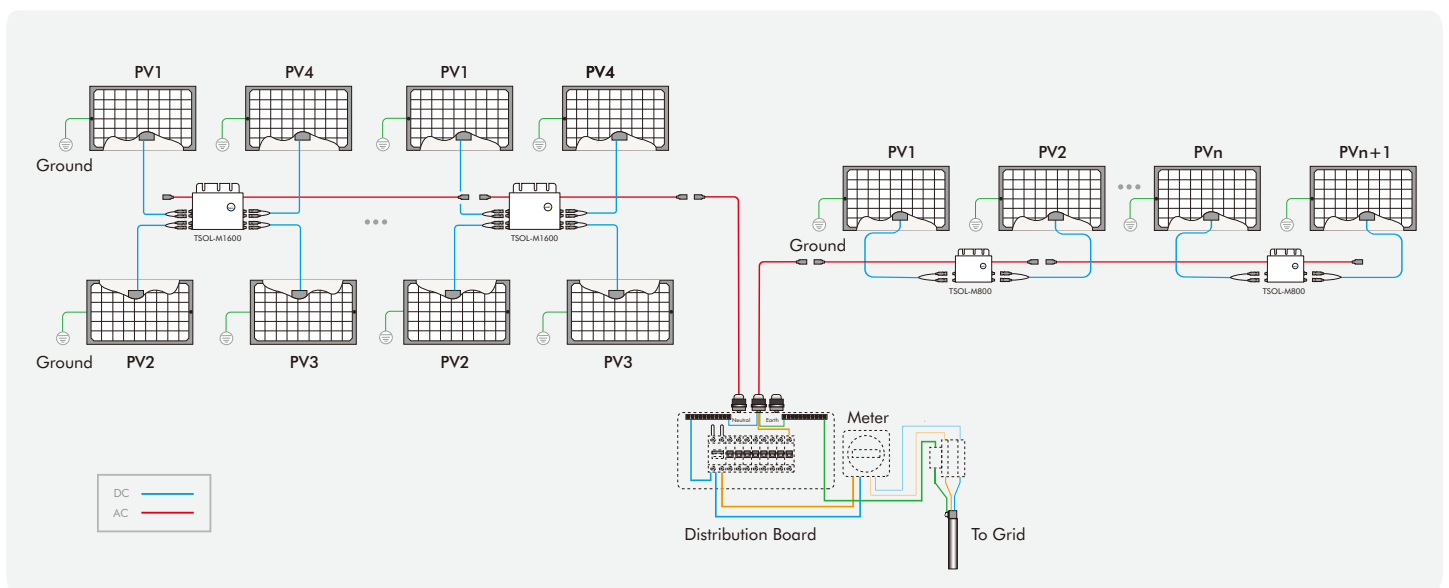 PV1
PV4
PV1
PV4
Ground
TSOL-M1600
•••
TSOL-M1600
Ground
PV2
PV3
PV2
PV3
PV1
PV2
•••
PVn
PVn+1
Ground
TSOL-M800
TSOL-M800
Neutral
Earth
Meter
Distribution Board
To Grid
DC
AC